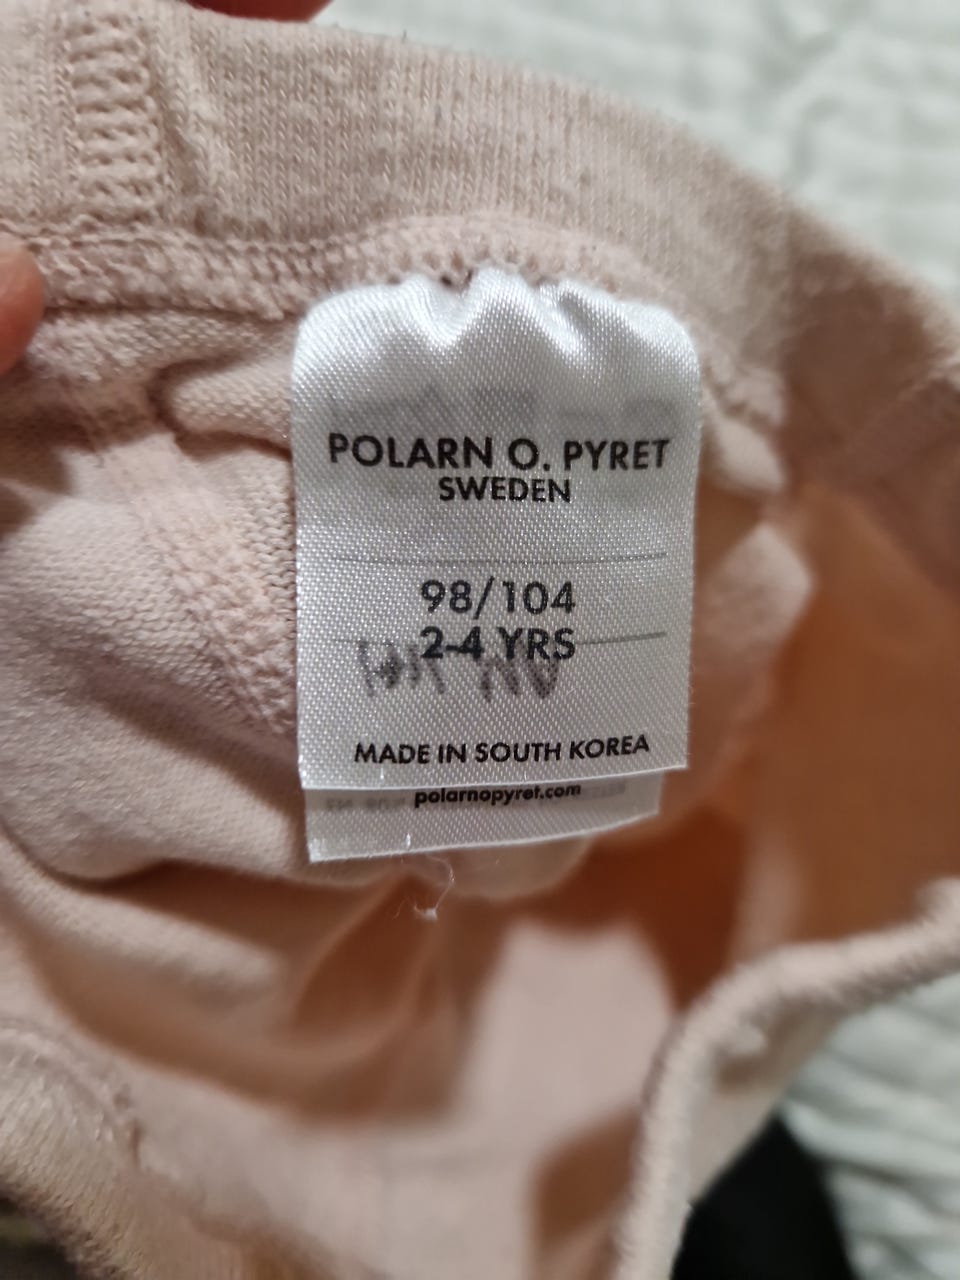 POLARN O. PYRET
SWEDEN
98/104
2-4 YRS
MADE IN SOUTH KOREA
polarnopyret.com